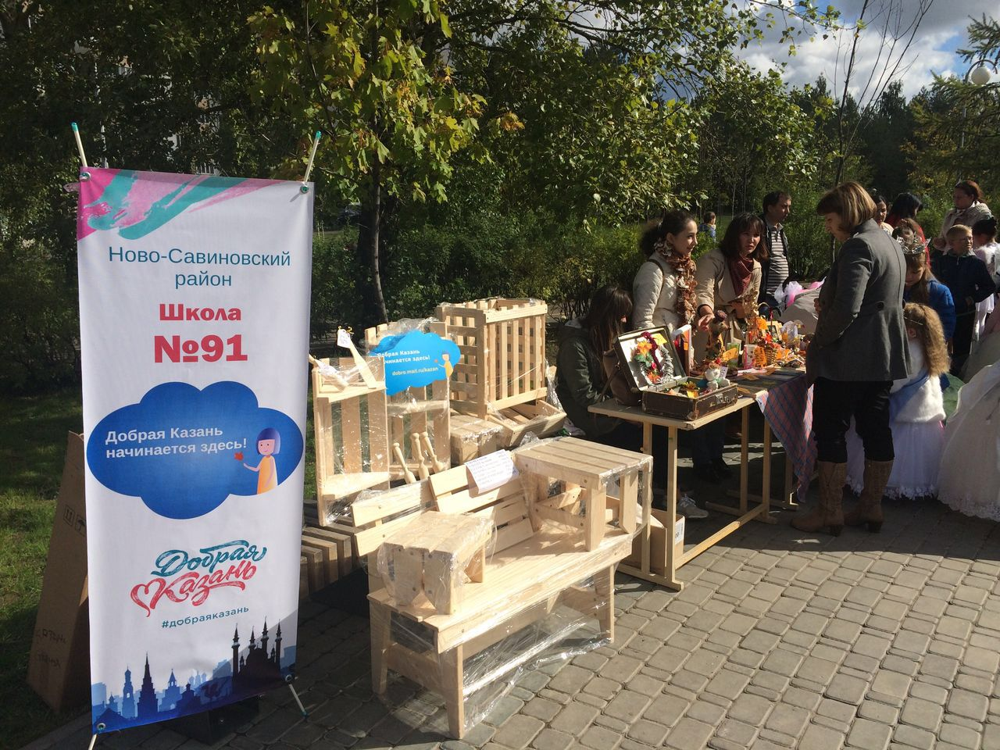 Ново-Савиновский
район
Школа
№91
Добрая Казань
начинается здесь!
Добрая
Казань
#добраяказань
Добрая Казань
начинается здесь!
dobro.mail.ru/kazan